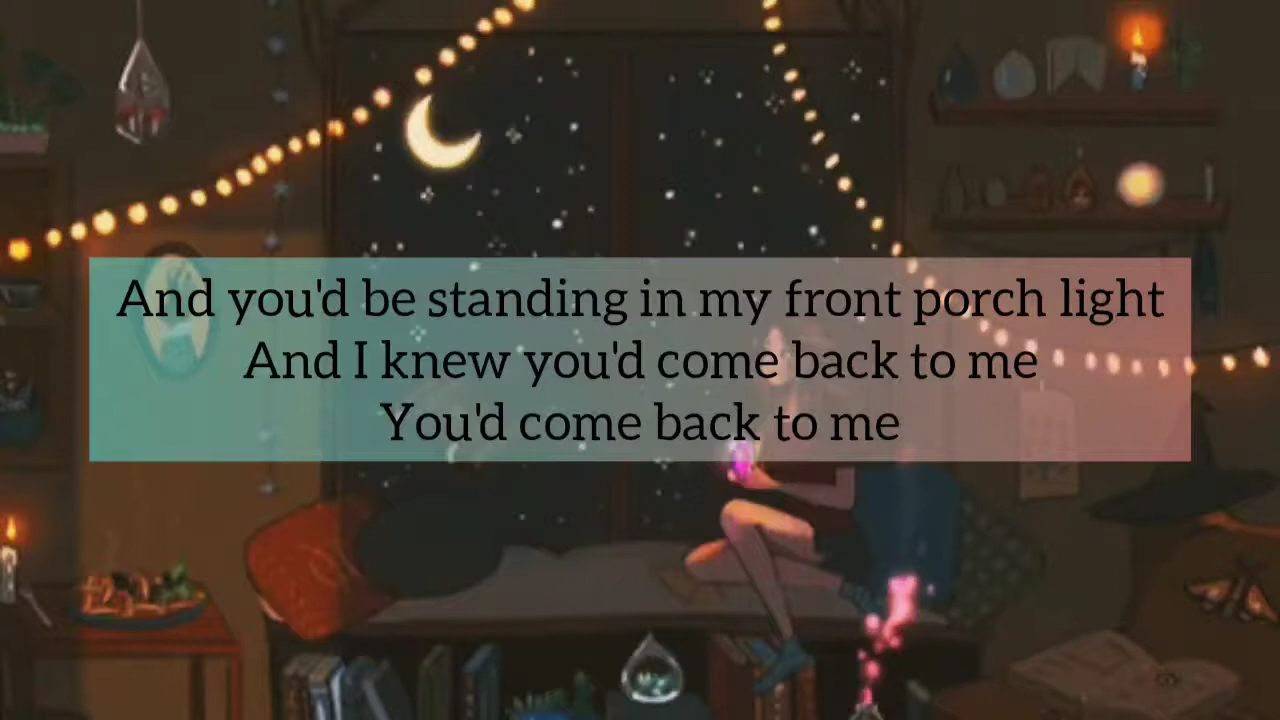 And you'd be standing in my front porch light
And I knew you'd come back to me
You'd come back to me